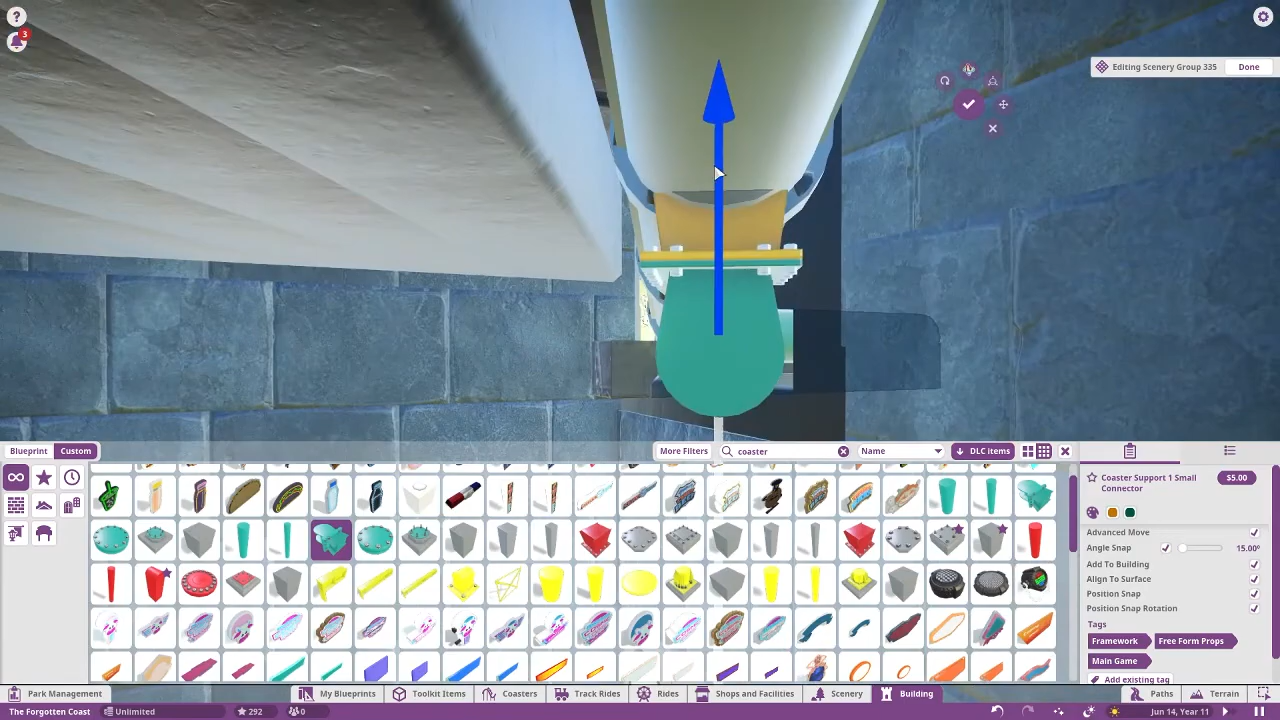 ?
3
Editing Scenery Group 335
Done
Blueprint
Custom
More Filters
coaster
Name
DLC items
Coaster Support 1 Small Connector
$5.00
Advanced Move
Angle Snap
15.00°
Add To Building
Align To Surface
Position Snap
Position Snap Rotation
Tags
Framework
Free Form Props
Main Game
Add existing tag
Park Management
My Blueprints
Toolkit Items
Coasters
Track Rides
Rides
Shops and Facilities
Scenery
Building
Paths
Terrain
The Forgotten Coast
Unlimited
292
0
Jun 14, Year 11